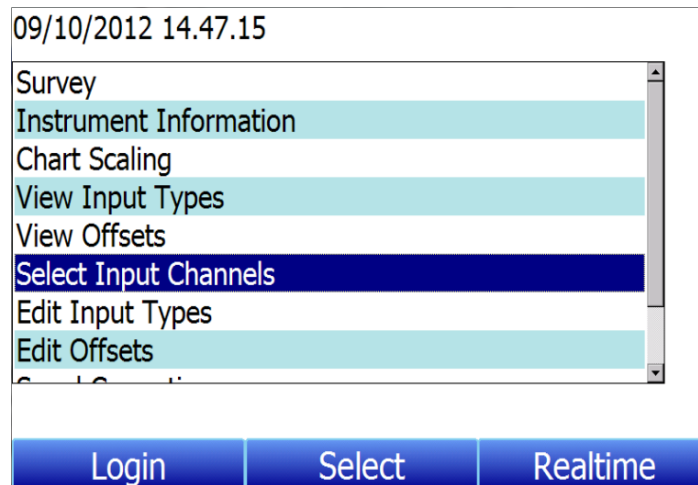 09/10/2012 14.47.15
Survey
Instrument Information
Chart Scaling
View Input Types
View Offsets
Select Input Channels
Edit Input Types
Edit Offsets
Login Select Realtime